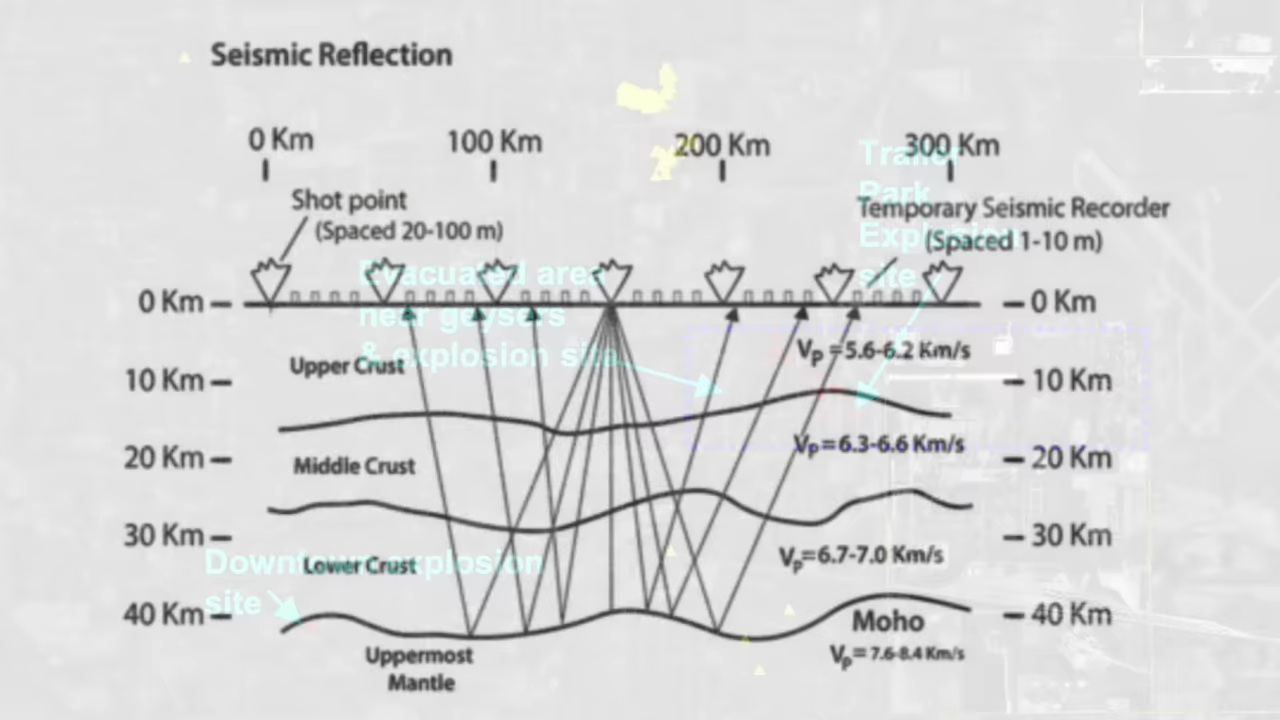 Seismic Reflection
0 Km
100 Km
200 Km
300 Km
Shot point
(Spaced 20-100 m)
Trailer
Park
Explosion
site
Temporary Seismic Recorder
(Spaced 1-10 m)
Evacuated area
near geysers
& explosion site
0 Km
0 Km
Upper Crust
Vp =5.6-6.2 Km/s
10 Km
10 Km
Vp=6.3-6.6 Km/s
20 Km
Middle Crust
20 Km
30 Km
30 Km
Downtown explosion
site
Lower Crust
Vp=6.7-7.0 Km/s
40 Km
40 Km
Moho
Uppermost
Mantle
Vp= 7.6-8.4 Km/s